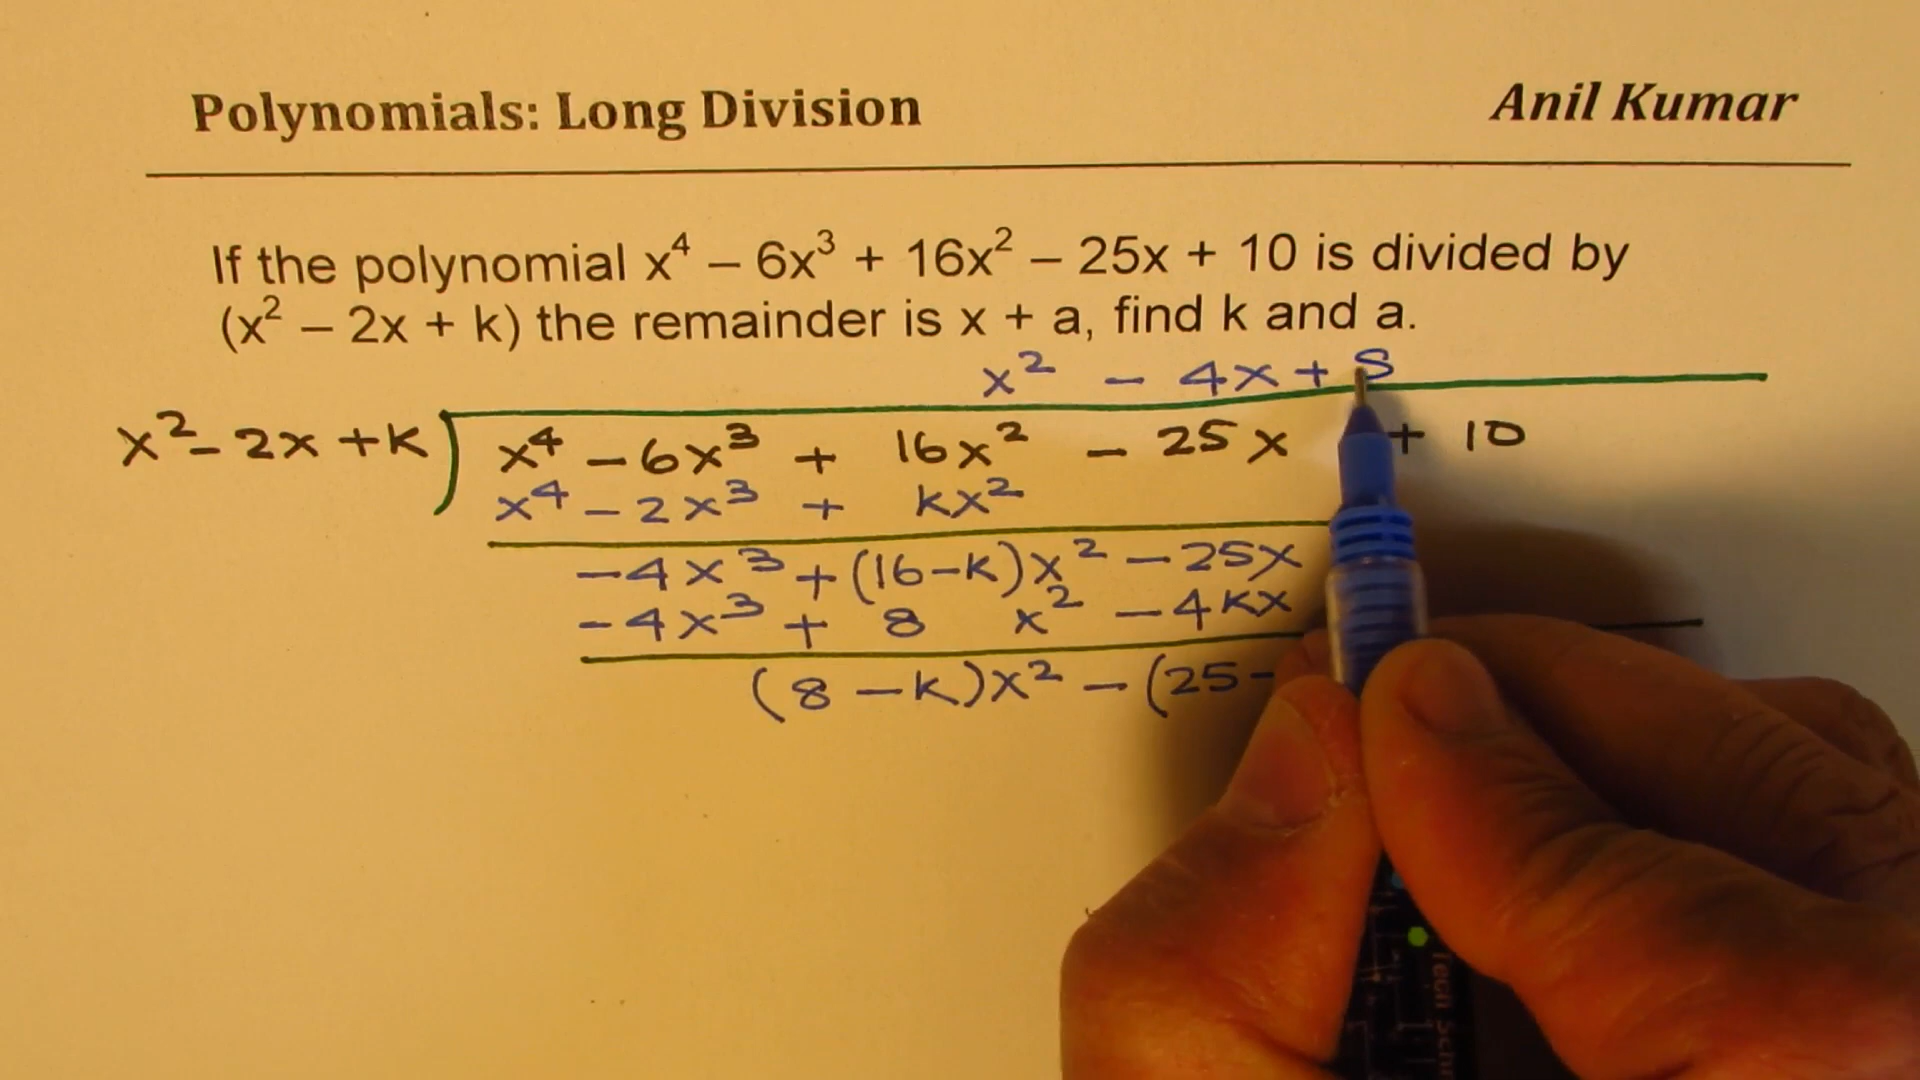 Polynomials: Long Division Anil Kumar
If the polynomial x⁴ – 6x³ + 16x² – 25x + 10 is divided by
(x² – 2x + k) the remainder is x + a, find k and a.
x² - 4x +
x² - 2x + k ) x⁴ - 6x³ + 16x² - 25x + 10
x⁴ - 2x³ + kx²
-4x³ + (16-k)x² - 25x
-4x³ + 8 x² - 4kx
(8 - k)x² - (25-
Tech